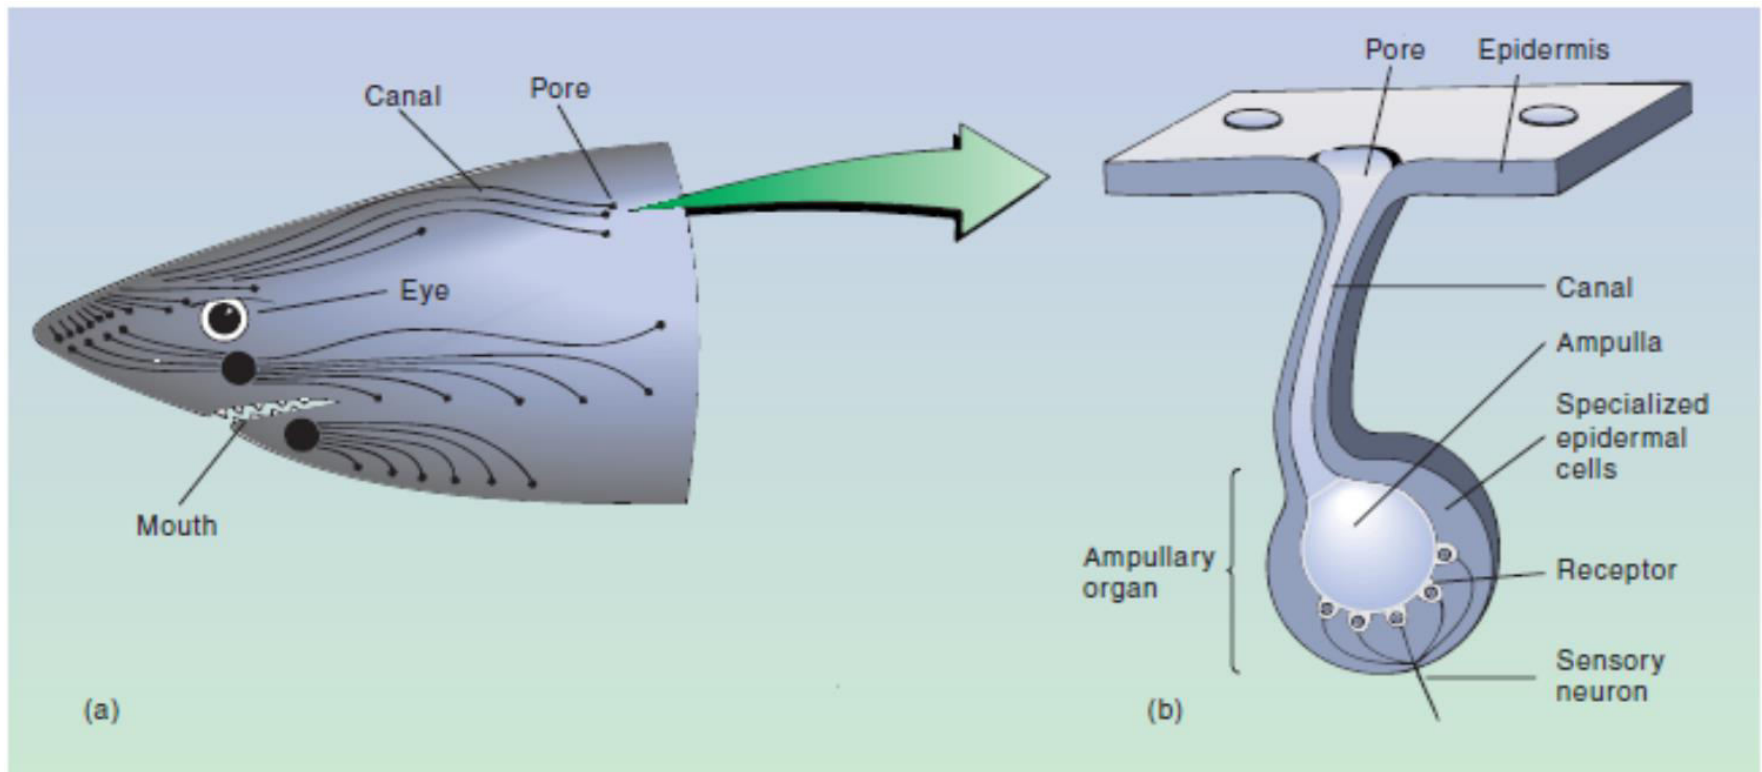 Canal
Pore
Eye
Mouth
(a)
Pore
Epidermis
Canal
Ampulla
Specialized
epidermal
cells
Ampullary
organ
Receptor
Sensory
neuron
(b)